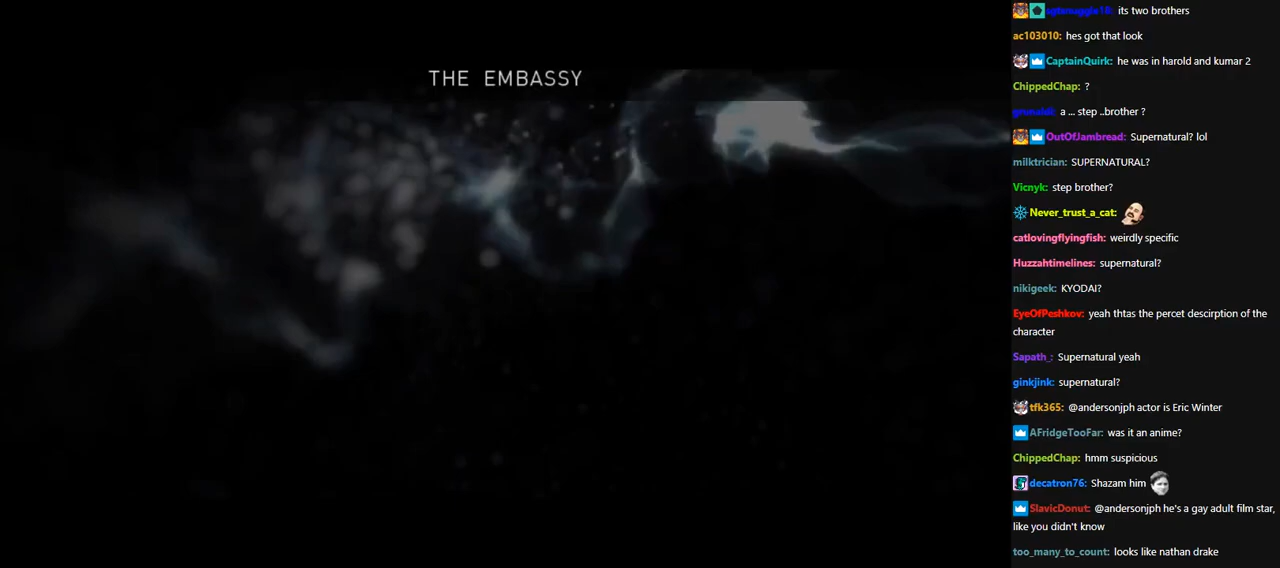 THE EMBASSY
its two brothers
ac103010: hes got that look
CaptainQuirk: he was in harold and kumar 2
ChippedChap: ?
a ... step ..brother ?
OutOfJambread: Supernatural? lol
milktrician: SUPERNATURAL?
Vicnyk: step brother?
Never_trust_a_cat:
catlovingflyingfish: weirdly specific
Huzzahtimelines: supernatural?
nikigeek: KYODAI?
EyeOfPeshkov: yeah thtas the percet descirption of the
character
Sapath_: Supernatural yeah
ginkjink: supernatural?
tfk365: @andersonjph actor is Eric Winter
AFridgeTooFar: was it an anime?
ChippedChap: hmm suspicious
decatron76: Shazam him
SlavicDonut: @andersonjph he's a gay adult film star,
like you didn't know
too_many_to_count: looks like nathan drake